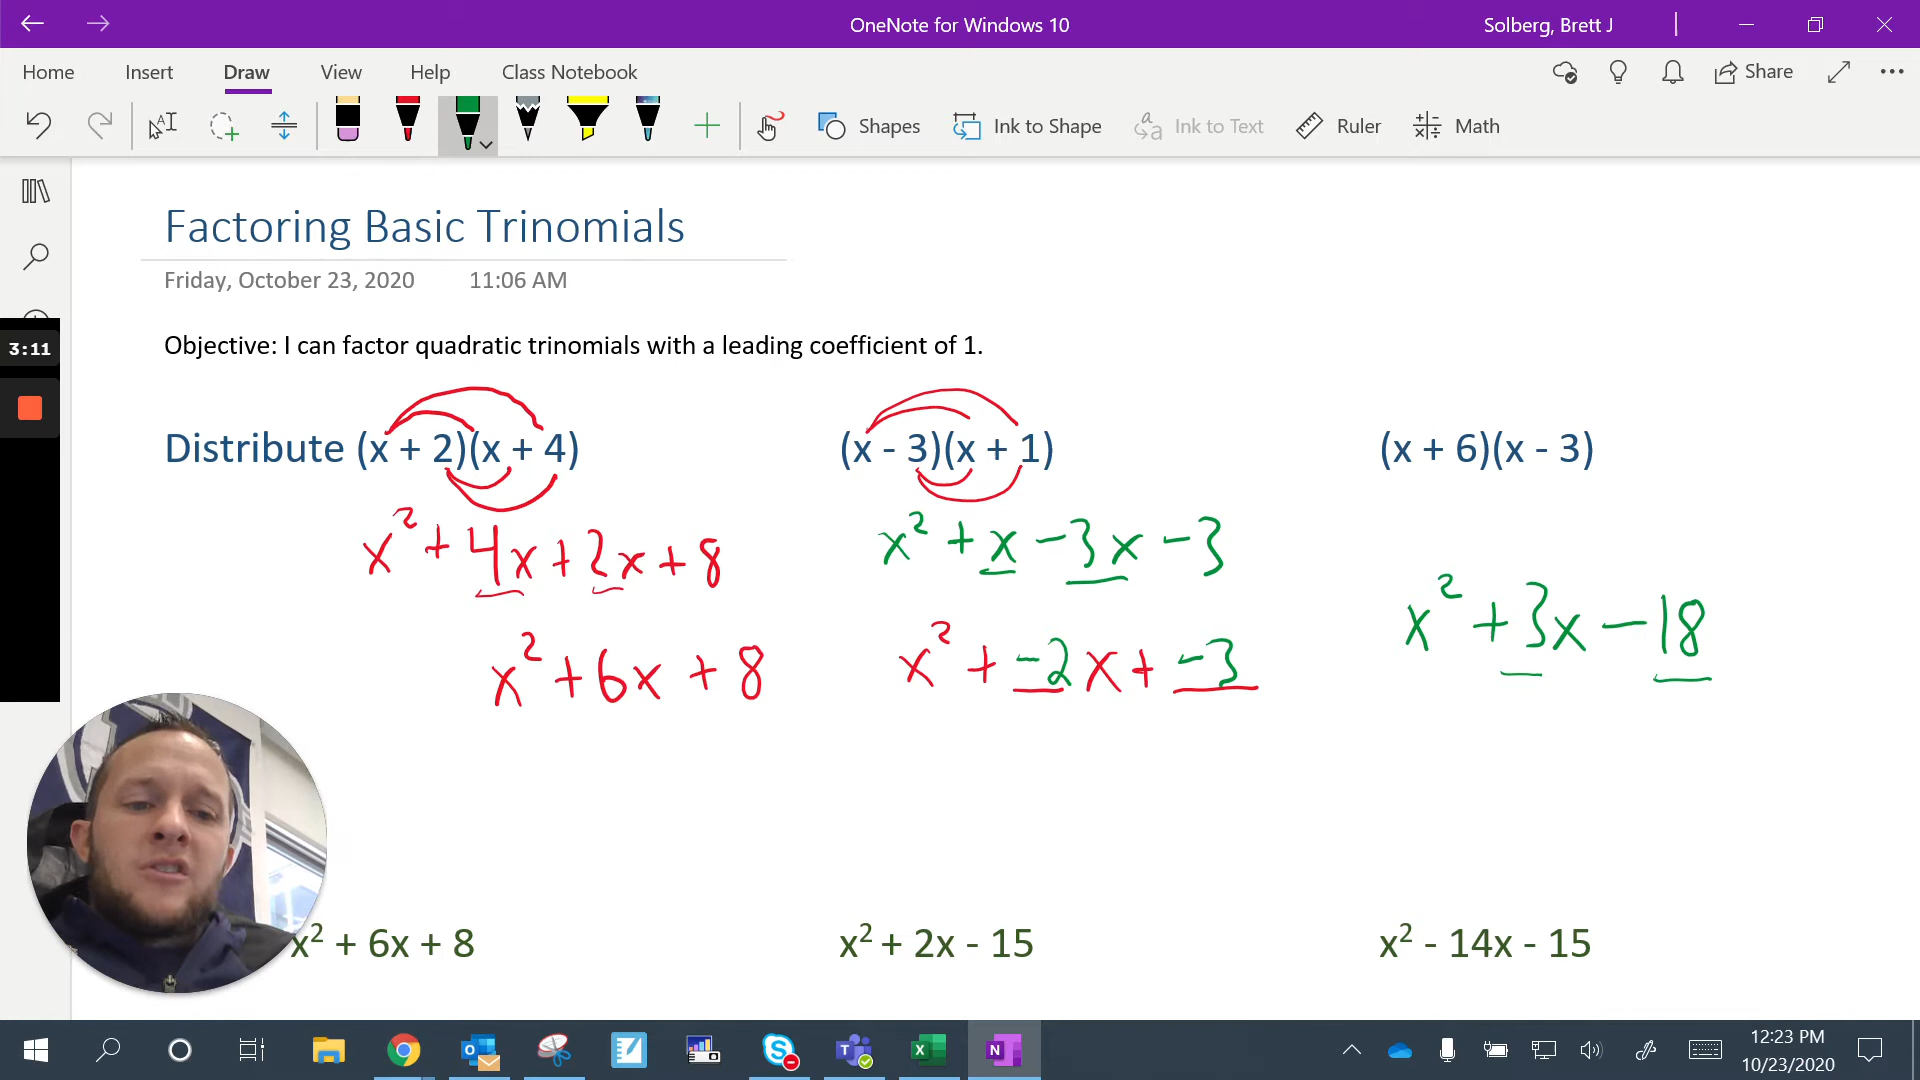 OneNote for Windows 10
Solberg, Brett J
Home Insert Draw View Help Class Notebook Share
Shapes Ink to Shape Ink to Text Ruler Math
Factoring Basic Trinomials
Friday, October 23, 2020 11:06 AM
3:11
Objective: I can factor quadratic trinomials with a leading coefficient of 1.
Distribute (x + 2)(x + 4) (x - 3)(x + 1) (x + 6)(x - 3)
x² + 4x + 2x + 8 x² + x - 3x - 3
x² + 6x + 8 x² + -2x + -3 x² + 3x - 18
x² + 6x + 8 x² + 2x - 15 x² - 14x - 15
12:23 PM
10/23/2020